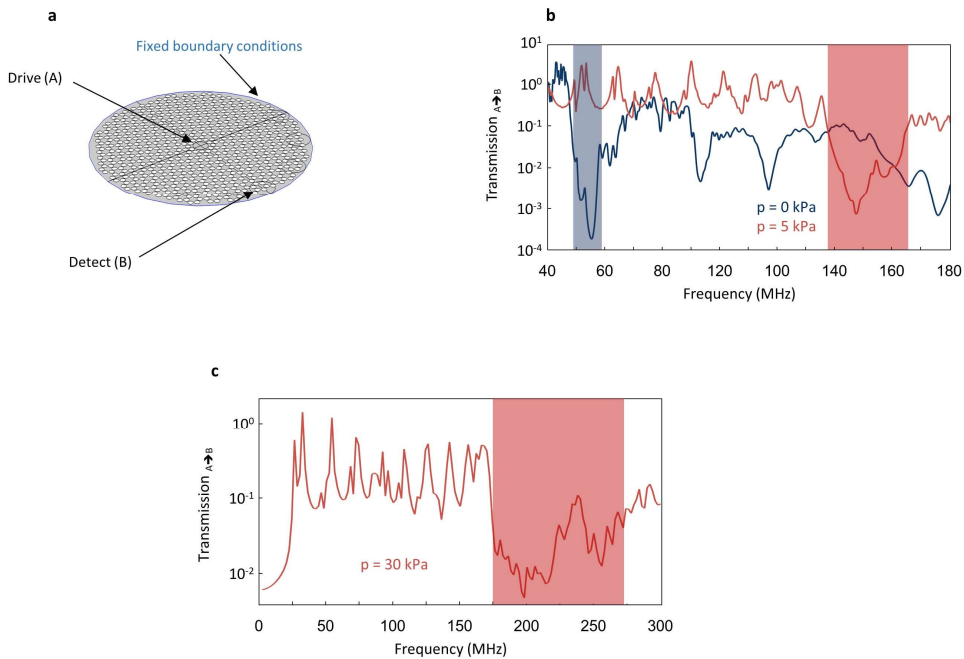 a
Fixed boundary conditions
Drive (A)
Detect (B)
b
Transmission A➔B
10¹
10⁰
10⁻¹
10⁻²
10⁻³
10⁻⁴
p = 0 kPa
p = 5 kPa
40 60 80 120 100 140 160 180
Frequency (MHz)
c
Transmission A➔B
10⁰
10⁻¹
10⁻²
p = 30 kPa
0 50 100 150 200 250 300
Frequency (MHz)